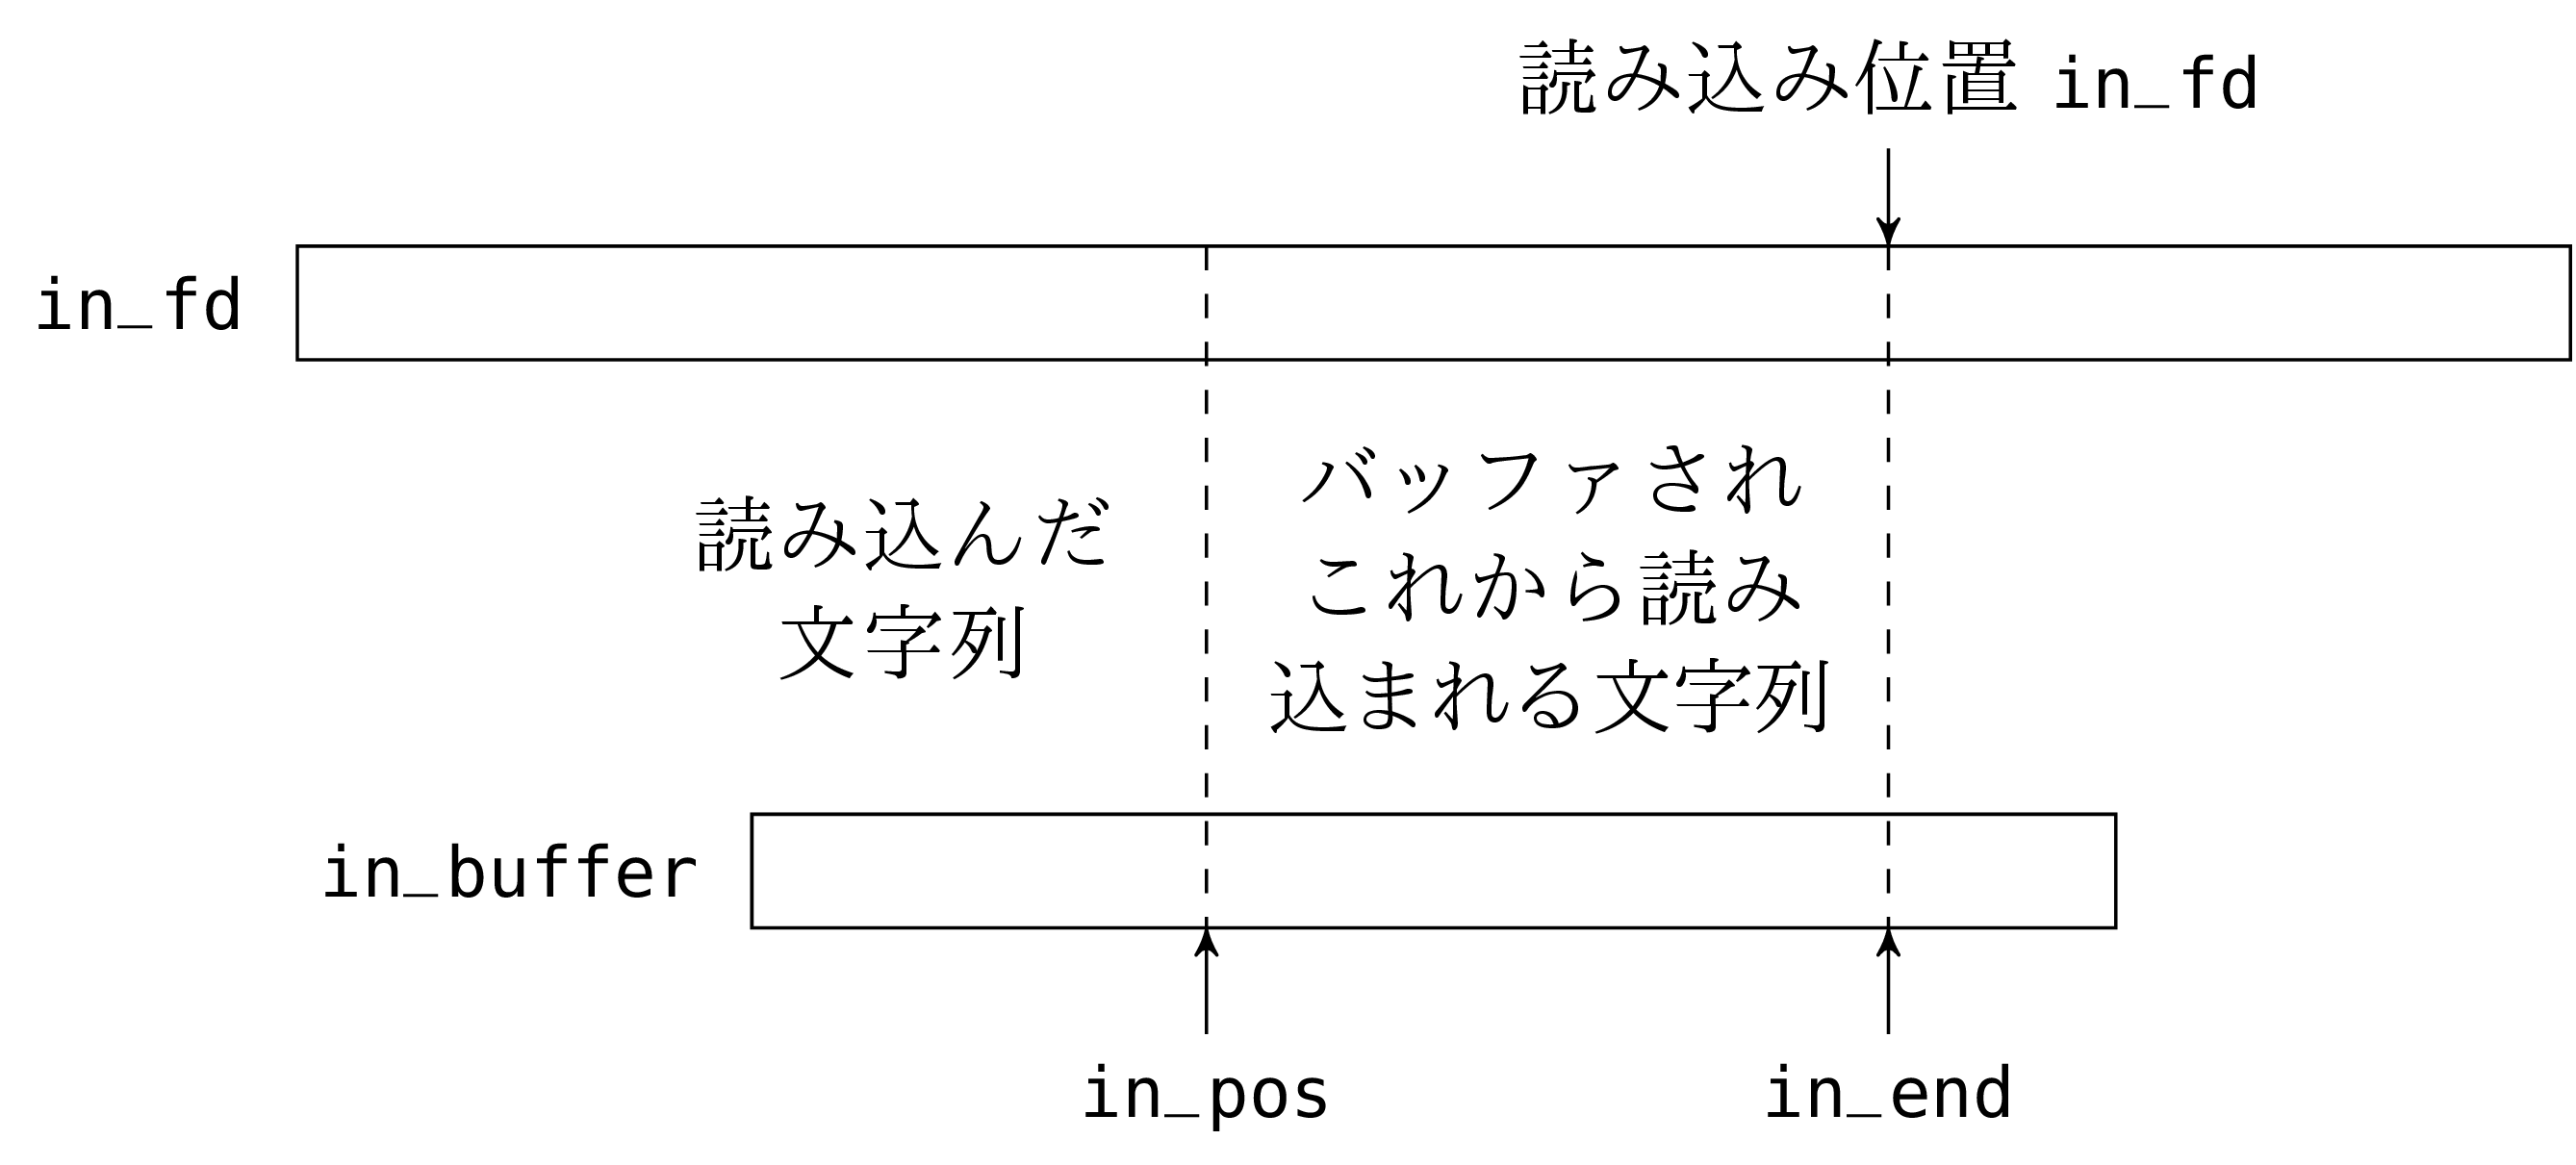 読み込み位置 in_fd
in_fd
読み込んだ
文字列
バッファされ
これから読み
込まれる文字列
in_buffer
in_pos
in_end